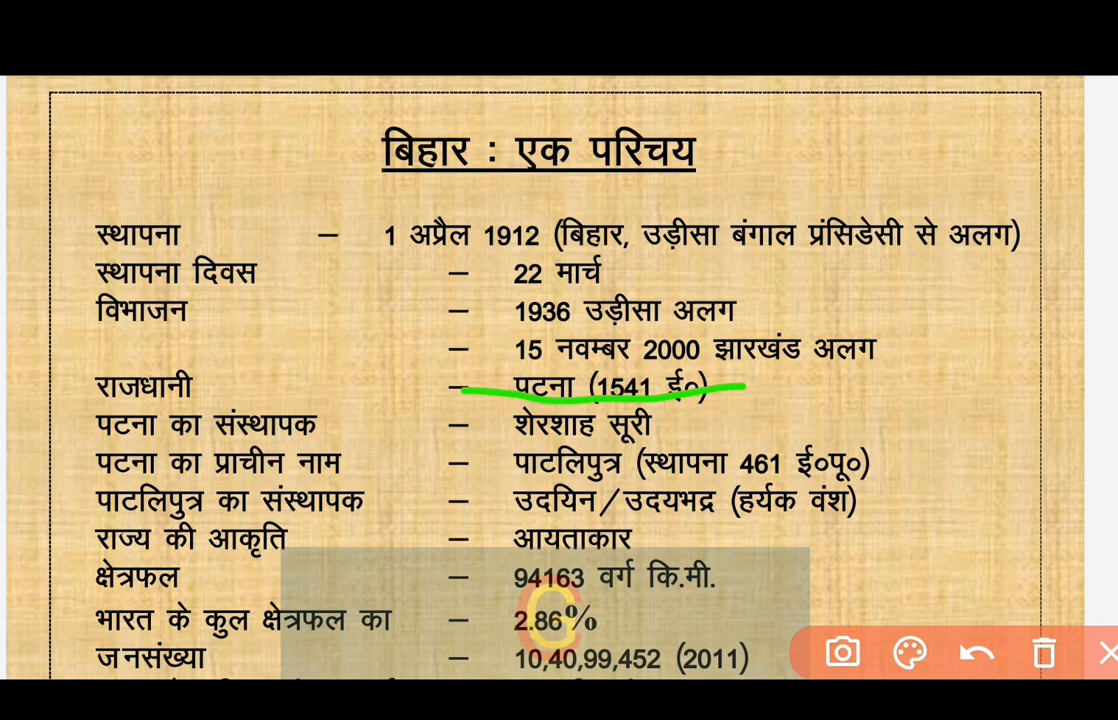 बिहार : एक परिचय
स्थापना – 1 अप्रैल 1912 (बिहार, उड़ीसा बंगाल प्रंसिडेसी से अलग)
स्थापना दिवस – 22 मार्च
विभाजन – 1936 उड़ीसा अलग
– 15 नवम्बर 2000 झारखंड अलग
राजधानी – पटना (1541 ई०)
पटना का संस्थापक – शेरशाह सूरी
पटना का प्राचीन नाम – पाटलिपुत्र (स्थापना 461 ई०पू०)
पाटलिपुत्र का संस्थापक – उदयिन/उदयभद्र (हर्यक वंश)
राज्य की आकृति – आयताकार
क्षेत्रफल – 94163 वर्ग कि.मी.
भारत के कुल क्षेत्रफल का – 2.86%
जनसंख्या – 10,40,99,452 (2011)